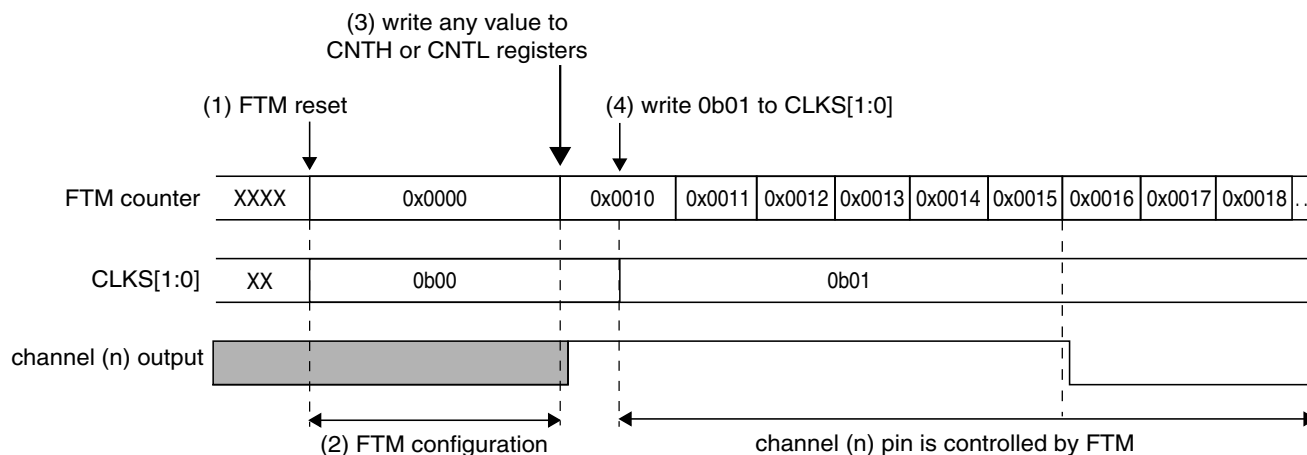 (3) write any value to
CNTH or CNTL registers
(1) FTM reset
(4) write 0b01 to CLKS[1:0]
FTM counter XXXX 0x0000 0x0010 0x0011 0x0012 0x0013 0x0014 0x0015 0x0016 0x0017 0x0018 ..
CLKS[1:0] XX 0b00 0b01
channel (n) output
(2) FTM configuration channel (n) pin is controlled by FTM